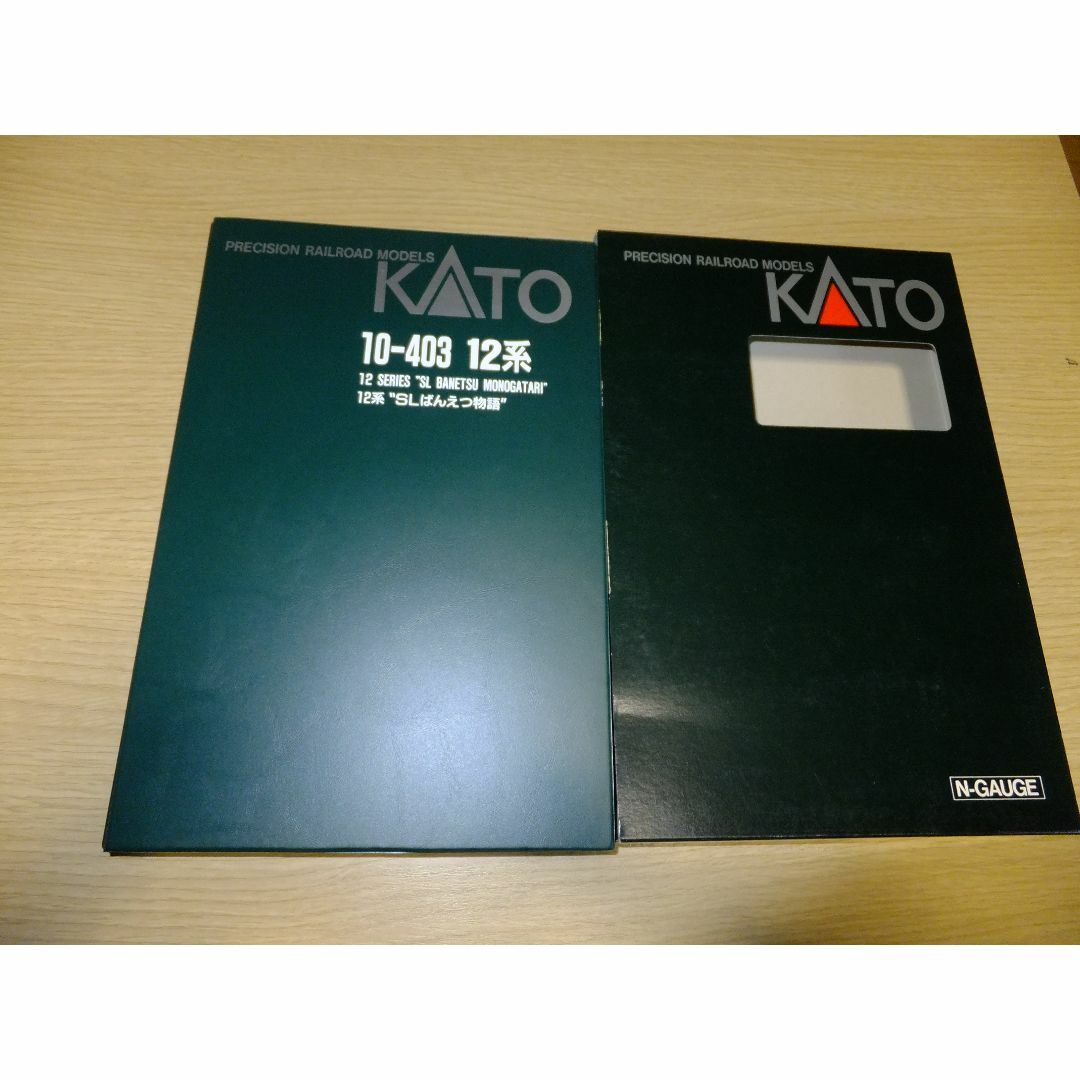 PRECISION RAILROAD MODELS
KATO
10-403 12系
12 SERIES "SL BANETSU MONOGATARI"
12系 "SLばんえつ物語"
PRECISION RAILROAD MODELS
KATO
N-GAUGE